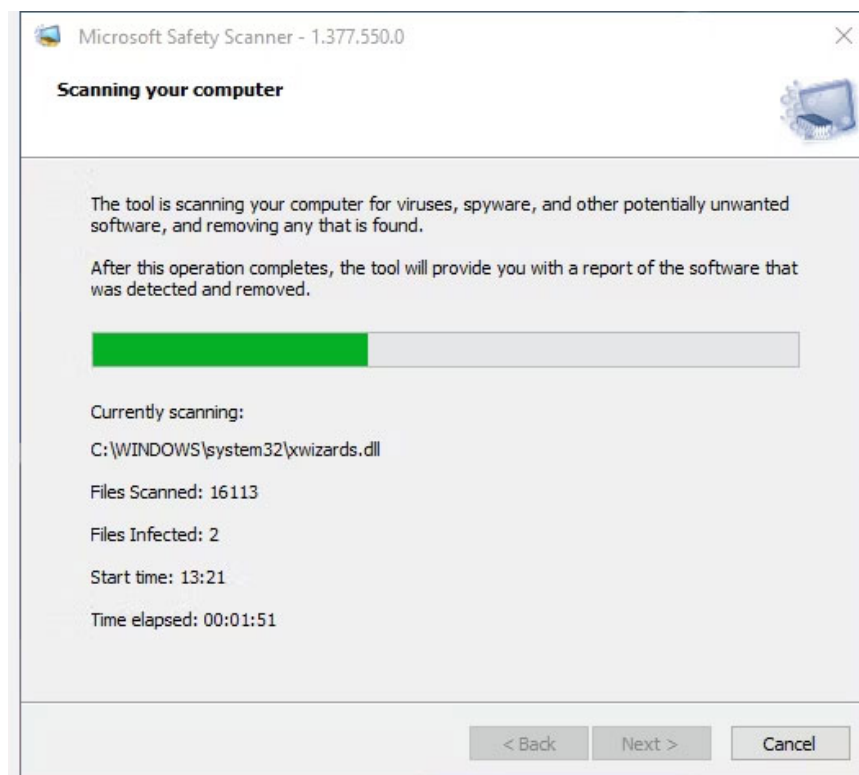 Microsoft Safety Scanner - 1.377.550.0
Scanning your computer
The tool is scanning your computer for viruses, spyware, and other potentially unwanted
software, and removing any that is found.
After this operation completes, the tool will provide you with a report of the software that
was detected and removed.
Currently scanning:
C:\WINDOWS\system32\xwizards.dll
Files Scanned: 16113
Files Infected: 2
Start time: 13:21
Time elapsed: 00:01:51
< Back Next > Cancel